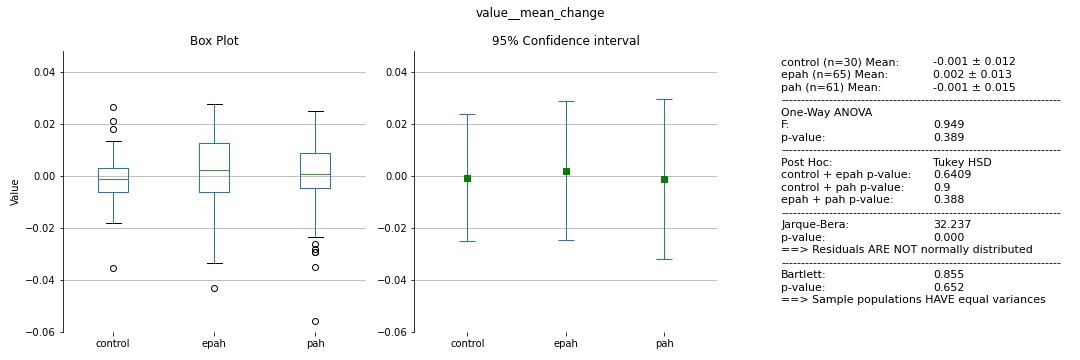 value__mean_change
Box Plot
0.04
0.02
0.00
−0.02
−0.04
−0.06
Value
control
epah
pah
95% Confidence interval
0.04
0.02
0.00
−0.02
−0.04
−0.06
control
epah
pah
control (n=30) Mean: -0.001 ± 0.012
epah (n=65) Mean: 0.002 ± 0.013
pah (n=61) Mean: -0.001 ± 0.015
One-Way ANOVA
F: 0.949
p-value: 0.389
Post Hoc: Tukey HSD
control + epah p-value: 0.6409
control + pah p-value: 0.9
epah + pah p-value: 0.388
Jarque-Bera: 32.237
p-value: 0.000
==> Residuals ARE NOT normally distributed
Bartlett: 0.855
p-value: 0.652
==> Sample populations HAVE equal variances